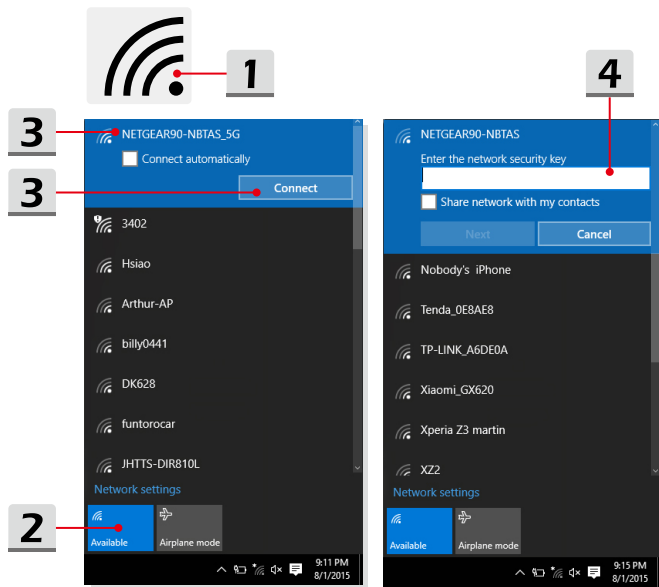 1
4
3
NETGEAR90-NBTAS_5G
Connect automatically
3
Connect
3402
Hsiao
Arthur-AP
billy0441
DK628
funtorocar
JHTTS-DIR810L
Network settings
2
Available
Airplane mode
9:11 PM
8/1/2015
NETGEAR90-NBTAS
Enter the network security key
Share network with my contacts
Next
Cancel
Nobody's iPhone
Tenda_0E8AE8
TP-LINK_A6DE0A
Xiaomi_GX620
Xperia Z3 martin
XZ2
Network settings
Available
Airplane mode
9:15 PM
8/1/2015